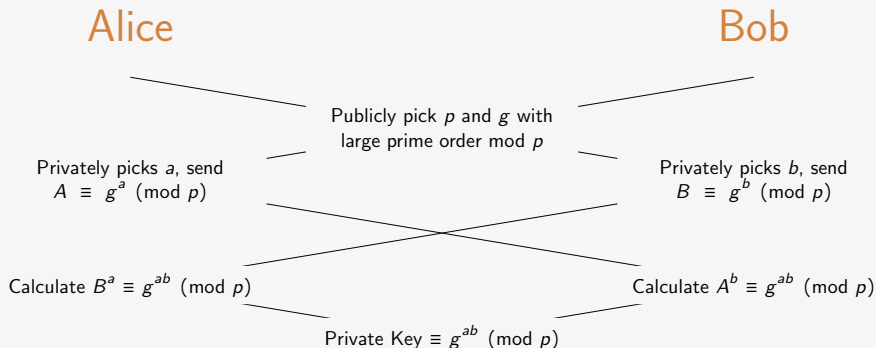 Alice
Bob
Publicly pick p and g with
large prime order mod p
Privately picks a, send
A ≡ g^a (mod p)
Privately picks b, send
B ≡ g^b (mod p)
Calculate B^a ≡ g^{ab} (mod p)
Calculate A^b ≡ g^{ab} (mod p)
Private Key ≡ g^{ab} (mod p)